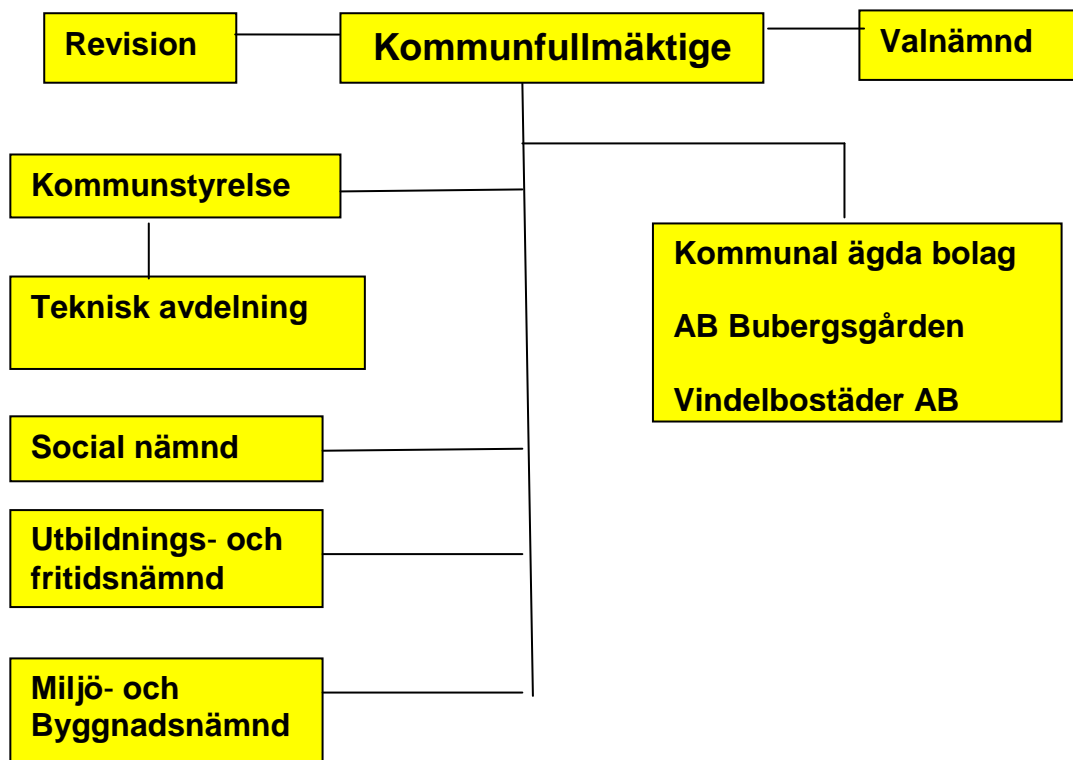 Revision
Kommunfullmäktige
Valnämnd
Kommunstyrelse
Teknisk avdelning
Kommunal ägda bolag
AB Bubergsgården
Vindelbostäder AB
Social nämnd
Utbildnings- och
fritidsnämnd
Miljö- och
Byggnadsnämnd